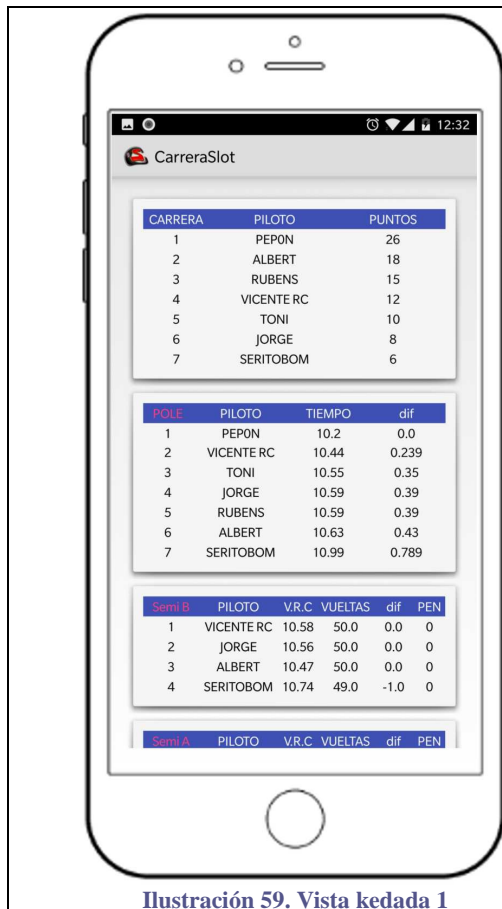 12:32
CarreraSlot
CARRERA PILOTO PUNTOS
1 PEP0N 26
2 ALBERT 18
3 RUBENS 15
4 VICENTE RC 12
5 TONI 10
6 JORGE 8
7 SERITOBOM 6
POLE PILOTO TIEMPO dif
1 PEP0N 10.2 0.0
2 VICENTE RC 10.44 0.239
3 TONI 10.55 0.35
4 JORGE 10.59 0.39
5 RUBENS 10.59 0.39
6 ALBERT 10.63 0.43
7 SERITOBOM 10.99 0.789
Semi B PILOTO V.R.C VUELTAS dif PEN
1 VICENTE RC 10.58 50.0 0.0 0
2 JORGE 10.56 50.0 0.0 0
3 ALBERT 10.47 50.0 0.0 0
4 SERITOBOM 10.74 49.0 -1.0 0
Semi A PILOTO V.R.C VUELTAS dif PEN
Ilustración 59. Vista kedada 1